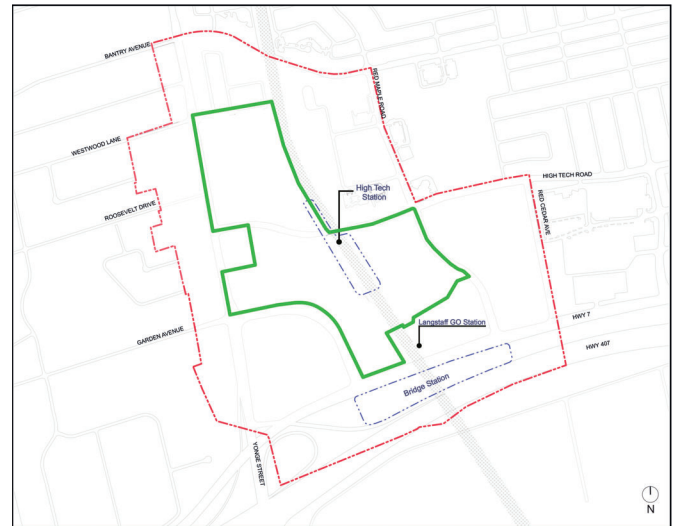 BANTRY AVENUE
RED MAPLE ROAD
WESTWOOD LANE
HIGH TECH ROAD
High Tech
Station
RED CEDAR AVE
ROOSEVELT DRIVE
HWY 7
Langstaff GO Station
GARDEN AVENUE
HWY 407
Bridge Station
YONGE STREET
N